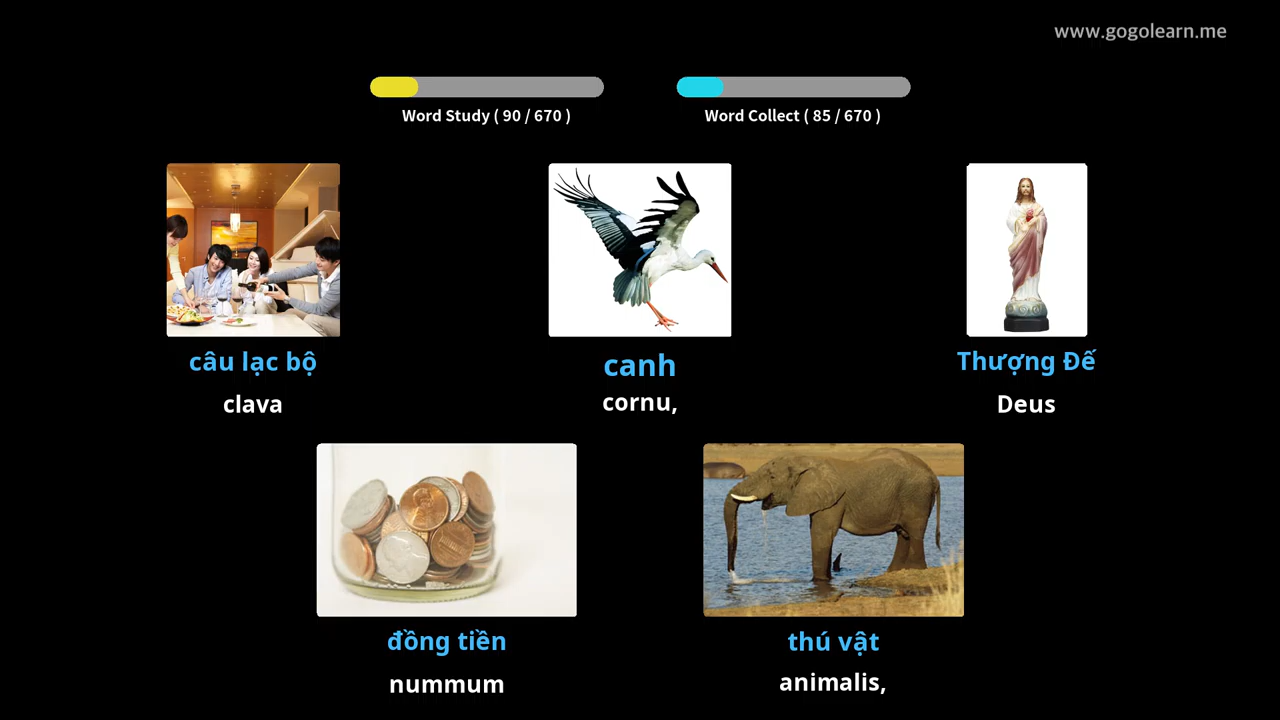 www.gogolearn.me
Word Study ( 90 / 670 )
Word Collect ( 85 / 670 )
câu lạc bộ
clava
canh
cornu,
Thượng Đế
Deus
đồng tiền
nummum
thú vật
animalis,